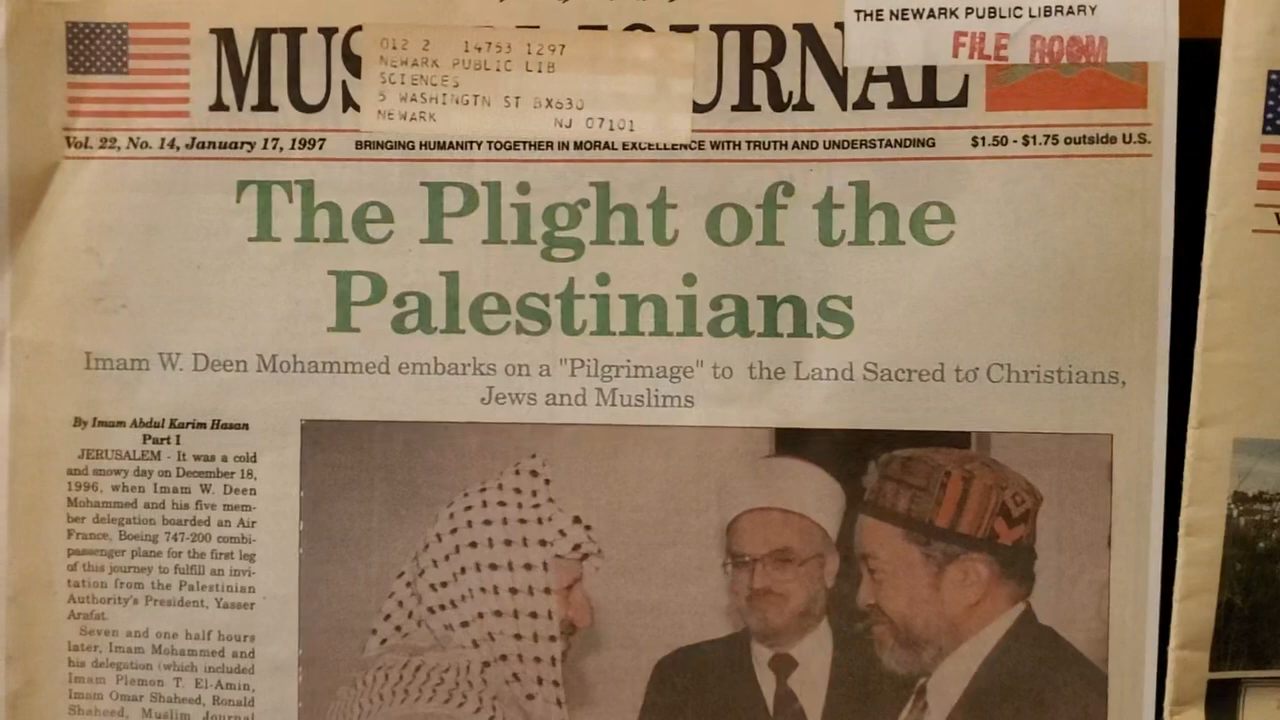 THE NEWARK PUBLIC LIBRARY
FILE ROOM
MUS JOURNAL
012 2 14753 1297
NEWARK PUBLIC LIB
SCIENCES
5 WASHINGTN ST BX630
NEWARK NJ 07101
Vol. 22, No. 14, January 17, 1997 BRINGING HUMANITY TOGETHER IN MORAL EXCELLENCE WITH TRUTH AND UNDERSTANDING $1.50 - $1.75 outside U.S.
The Plight of the
Palestinians
Imam W. Deen Mohammed embarks on a "Pilgrimage" to the Land Sacred to Christians,
Jews and Muslims
By Imam Abdul Karim Hasan
Part I
JERUSALEM - It was a cold
and snowy day on December 18,
1996, when Imam W. Deen
Mohammed and his five mem-
ber delegation boarded an Air
France, Boeing 747-200 combi-
passenger plane for the first leg
of this journey to fulfill an invi-
tation from the Palestinian
Authority's President, Yasser
Arafat.
Seven and one half hours
later, Imam Mohammed and
his delegation (which included
Imam Plemon T. El-Amin,
Imam Omar Shaheed, Ronald
Shaheed, Muslim Journal